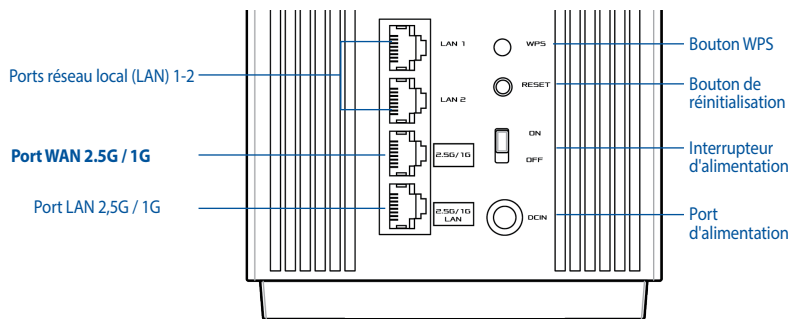 Ports réseau local (LAN) 1-2
Port WAN 2.5G / 1G
Port LAN 2,5G / 1G
LAN 1
LAN 2
2.5G/1G
2.5G/1G
LAN
WPS
RESET
ON
OFF
DCIN
Bouton WPS
Bouton de
réinitialisation
Interrupteur
d'alimentation
Port
d'alimentation